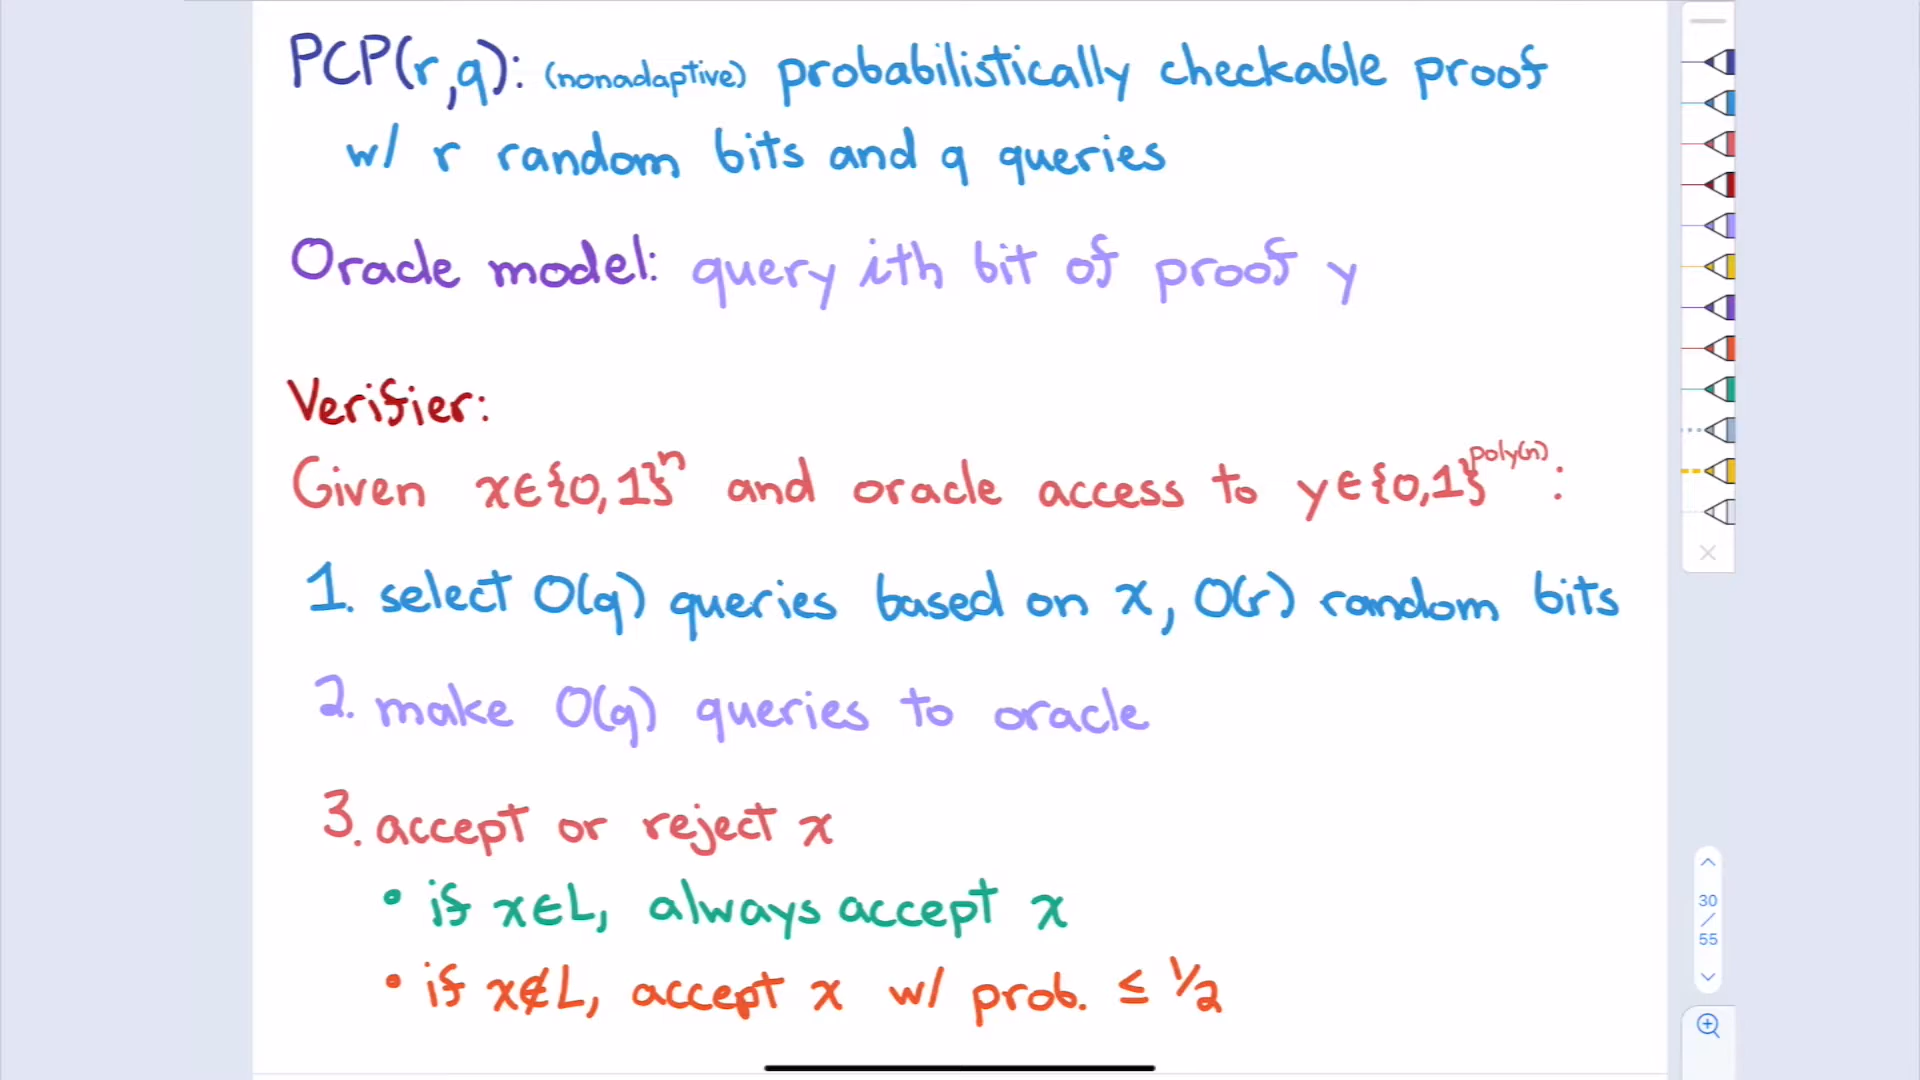 PCP(r,q): (nonadaptive) probabilistically checkable proof
w/ r random bits and q queries
Oracle model: query ith bit of proof y
Verifier:
Given x∈{0,1}ⁿ and oracle access to y∈{0,1}^poly(n):
1. select O(q) queries based on x, O(r) random bits
2. make O(q) queries to oracle
3. accept or reject x
• if x∈L, always accept x
• if x∉L, accept x w/ prob. ≤ 1/2
30
/
55